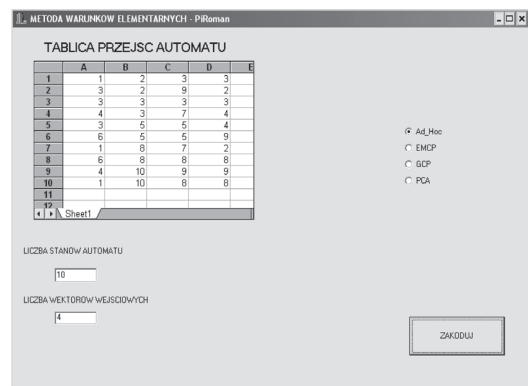 METODA WARUNKOW ELEMENTARNYCH - PiRoman
TABLICA PRZEJSC AUTOMATU
A B C D E
1 1 2 3 3
2 3 2 9 2
3 3 3 3 3
4 4 3 7 4
5 3 5 5 4
6 6 5 5 9
7 1 8 7 2
8 6 8 8 8
9 4 10 9 9
10 1 10 8 8
11
12
Sheet1
Ad_Hoc
EMCP
GCP
PCA
LICZBA STANOW AUTOMATU
10
LICZBA WEKTOROW WEJSCIOWYCH
4
ZAKODUJ